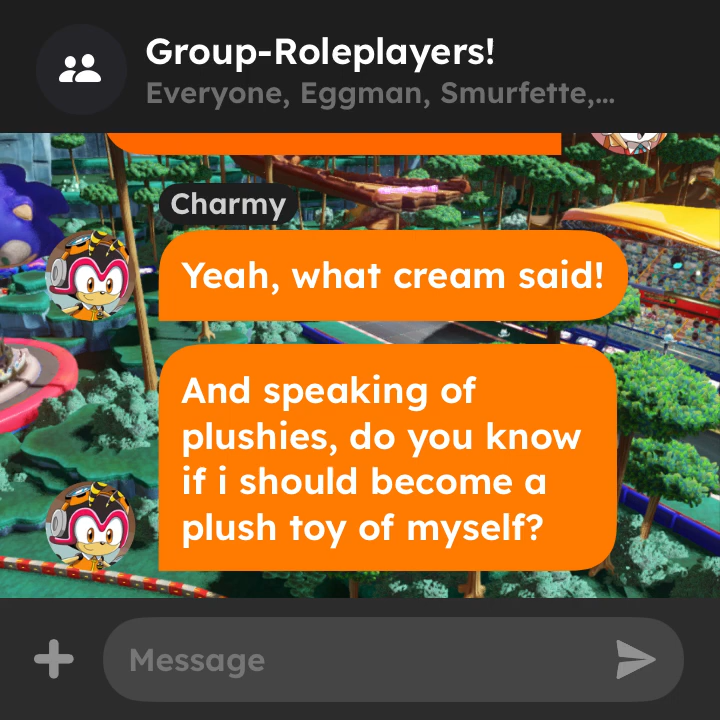 Group-Roleplayers!
Everyone, Eggman, Smurfette,...
Charmy
Yeah, what cream said!
And speaking of
plushies, do you know
if i should become a
plush toy of myself?
Message